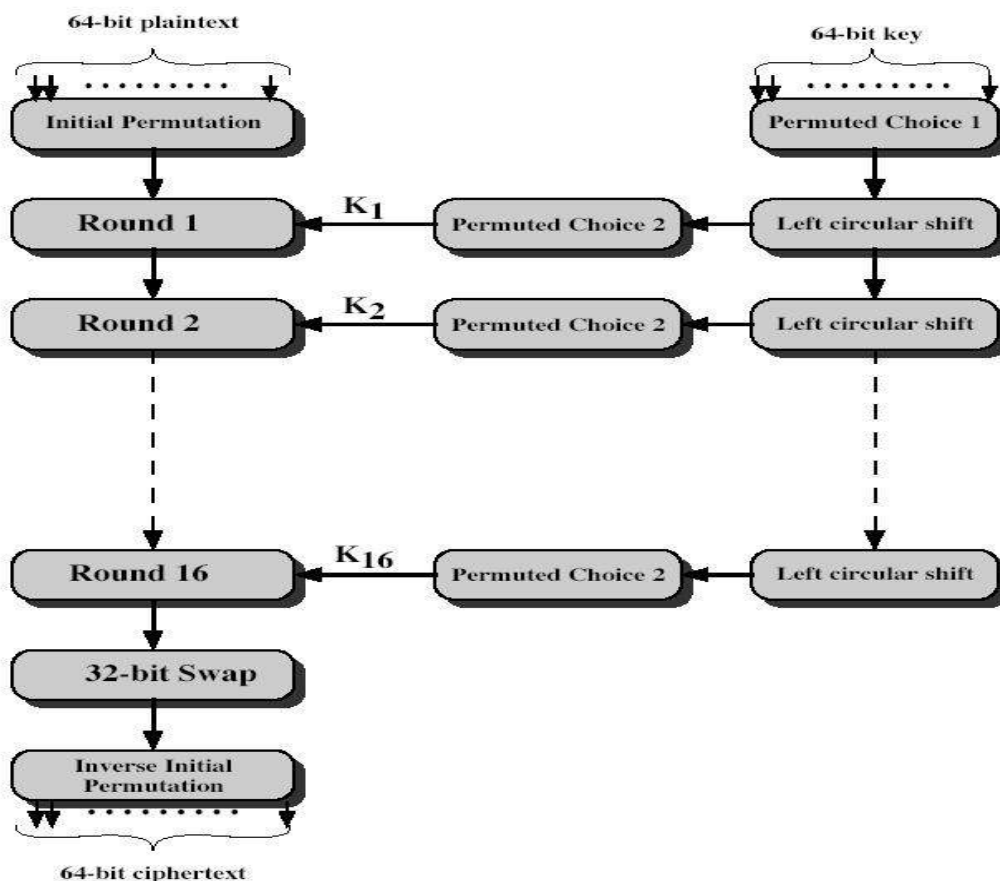 64-bit plaintext
64-bit key
Initial Permutation
Permuted Choice 1
Round 1
K1
Permuted Choice 2
Left circular shift
Round 2
K2
Permuted Choice 2
Left circular shift
Round 16
K16
Permuted Choice 2
Left circular shift
32-bit Swap
Inverse Initial
Permutation
64-bit ciphertext